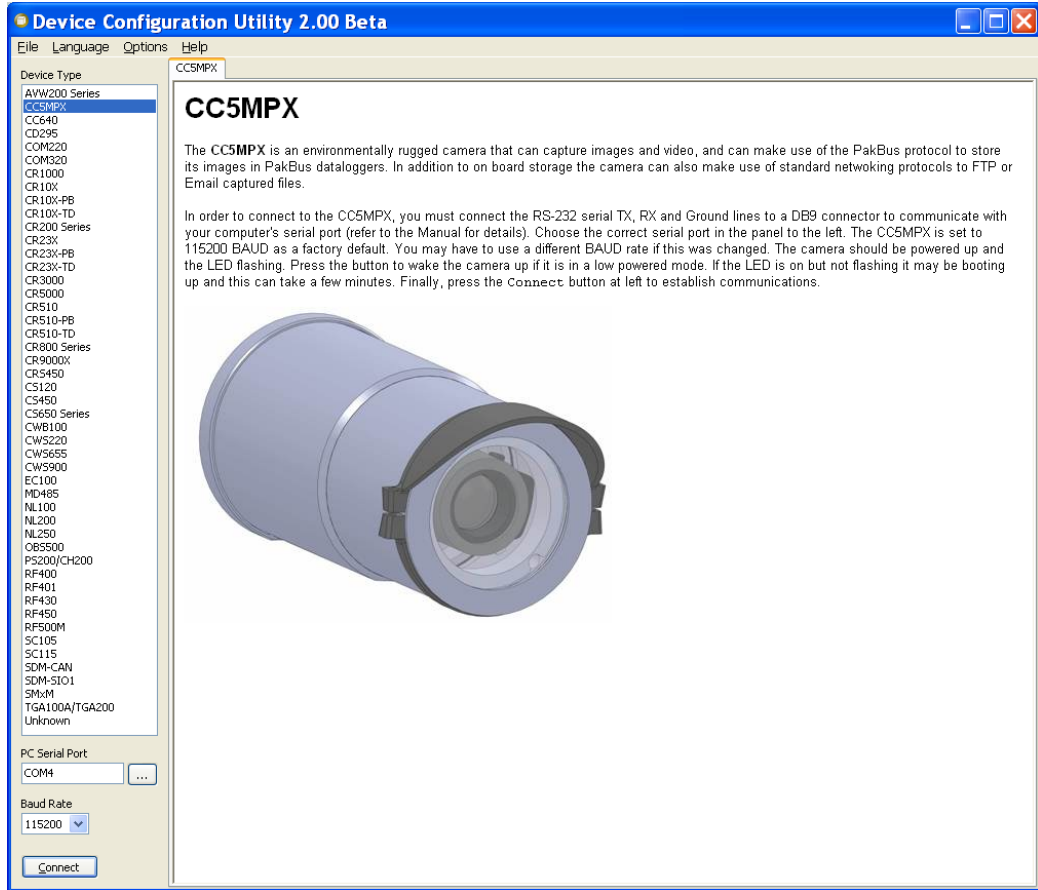 Device Configuration Utility 2.00 Beta
File Language Options Help
Device Type
AVW200 Series
CC5MPX
CC640
CD295
COM220
COM320
CR1000
CR10X
CR10X-PB
CR10X-TD
CR200 Series
CR23X
CR23X-PB
CR23X-TD
CR3000
CR5000
CR510
CR510-PB
CR510-TD
CR800 Series
CR9000X
CRS450
CS120
CS450
CS650 Series
CWB100
CWS220
CWS655
CWS900
EC100
MD485
NL100
NL200
NL250
OBS500
PS200/CH200
RF400
RF401
RF430
RF450
RF500M
SC105
SC115
SDM-CAN
SDM-SIO1
SMxM
TGA100A/TGA200
Unknown
PC Serial Port
COM4
...
Baud Rate
115200
Connect
CC5MPX
CC5MPX
The CC5MPX is an environmentally rugged camera that can capture images and video, and can make use of the PakBus protocol to store
its images in PakBus dataloggers. In addition to on board storage the camera can also make use of standard netwoking protocols to FTP or
Email captured files.
In order to connect to the CC5MPX, you must connect the RS-232 serial TX, RX and Ground lines to a DB9 connector to communicate with
your computer's serial port (refer to the Manual for details). Choose the correct serial port in the panel to the left. The CC5MPX is set to
115200 BAUD as a factory default. You may have to use a different BAUD rate if this was changed. The camera should be powered up and
the LED flashing. Press the button to wake the camera up if it is in a low powered mode. If the LED is on but not flashing it may be booting
up and this can take a few minutes. Finally, press the Connect button at left to establish communications.